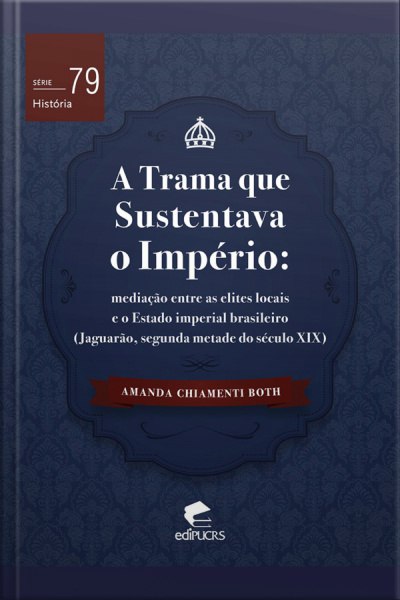 SÉRIE 79
História
A Trama que
Sustentava
o Império:
mediação entre as elites locais
e o Estado imperial brasileiro
(Jaguarão, segunda metade do século XIX)
AMANDA CHIAMENTI BOTH
ediPUCRS